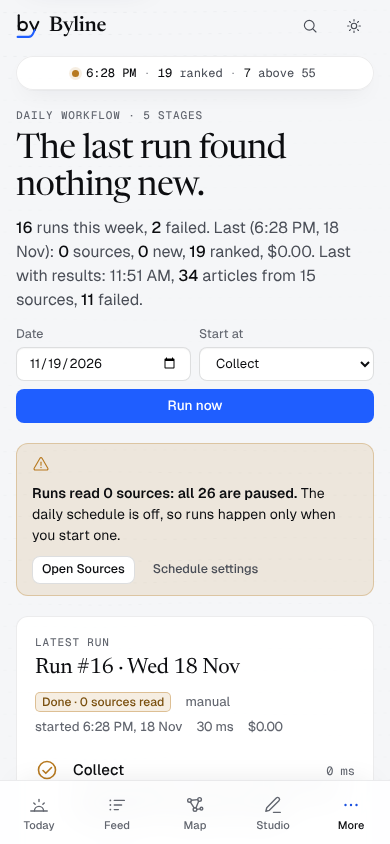 by Byline
6:28 PM · 19 ranked · 7 above 55
DAILY WORKFLOW · 5 STAGES
The last run found
nothing new.
16 runs this week, 2 failed. Last (6:28 PM, 18
Nov): 0 sources, 0 new, 19 ranked, $0.00. Last
with results: 11:51 AM, 34 articles from 15
sources, 11 failed.
Date Start at
11/19/2026 Collect
Run now
Runs read 0 sources: all 26 are paused. The
daily schedule is off, so runs happen only when
you start one.
Open Sources Schedule settings
LATEST RUN
Run #16 · Wed 18 Nov
Done · 0 sources read manual
started 6:28 PM, 18 Nov 30 ms $0.00
Collect 0 ms
Today Feed Map Studio More